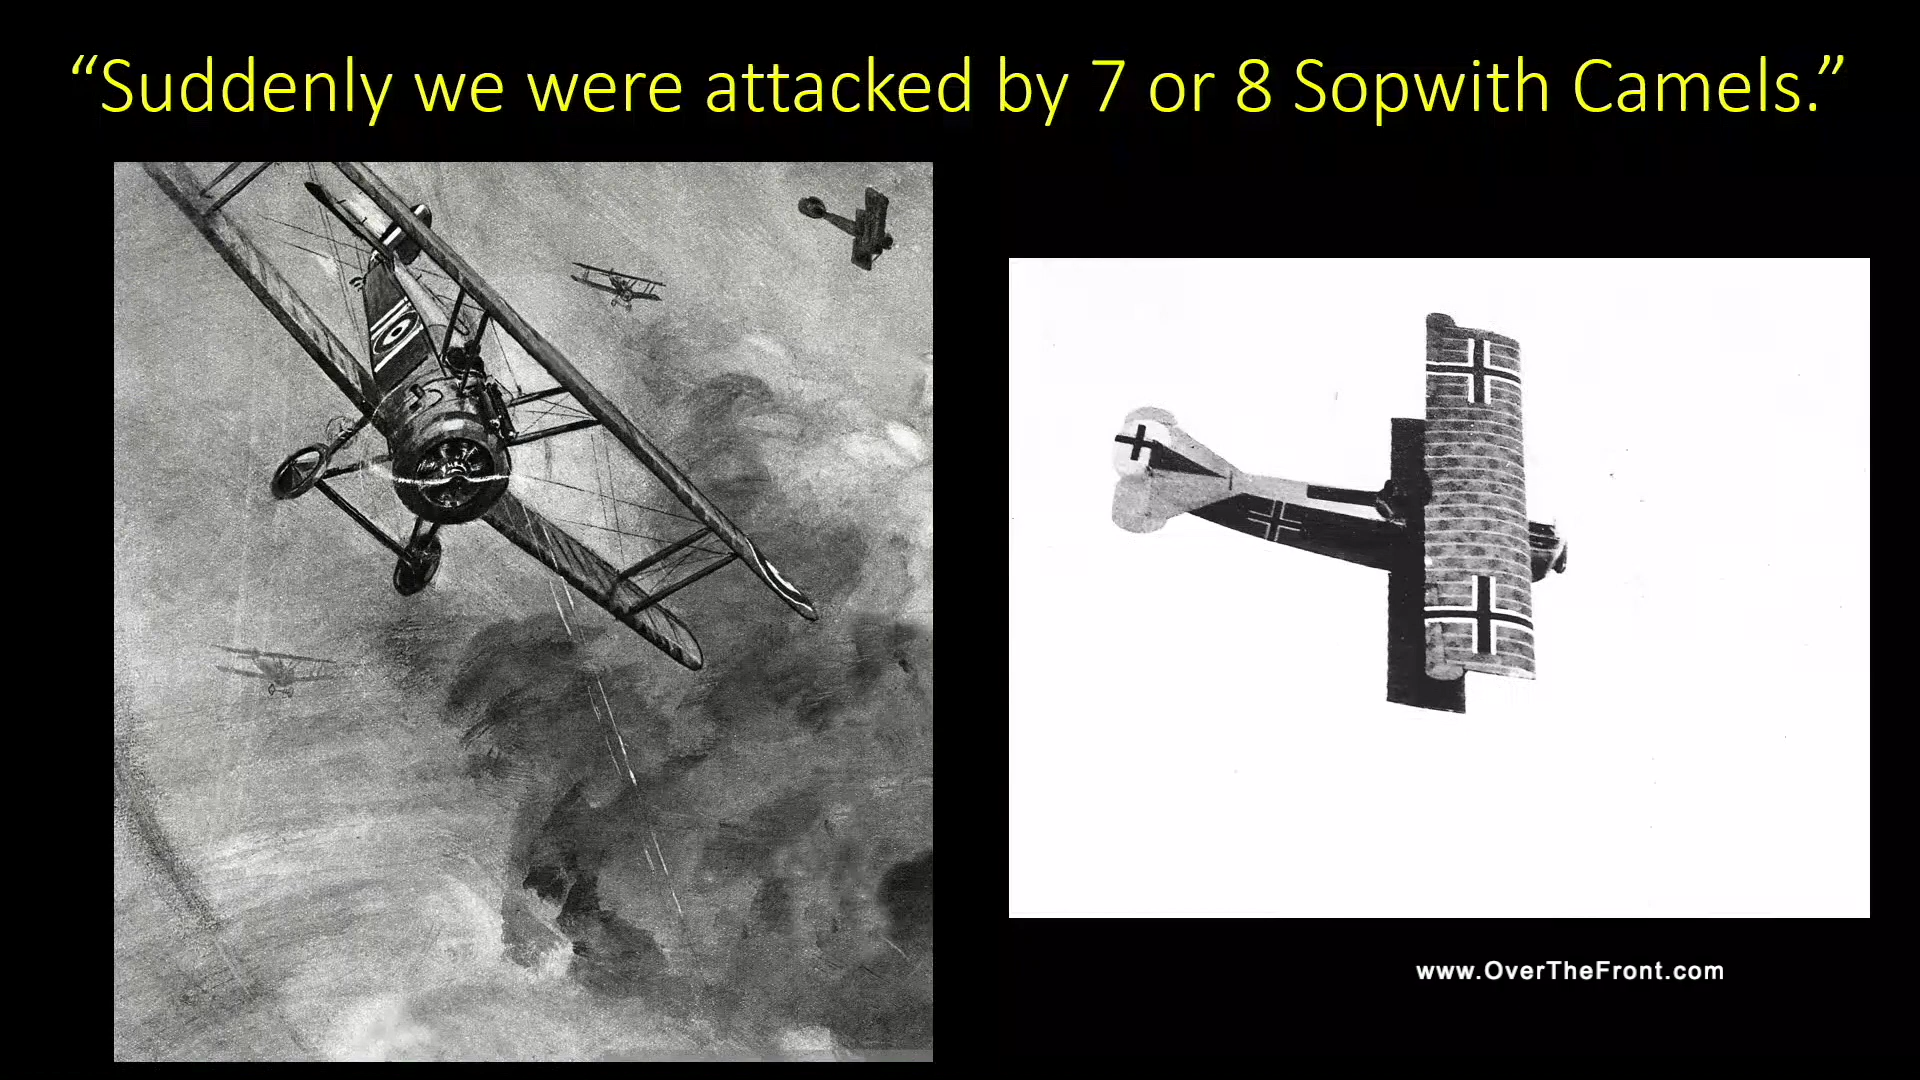 “Suddenly we were attacked by 7 or 8 Sopwith Camels.”
www.OverTheFront.com